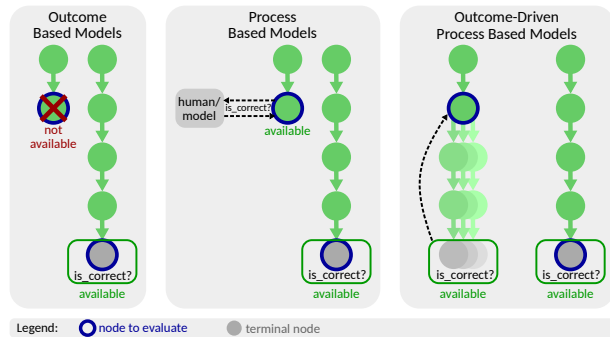 Outcome
Based Models
not
available
is_correct?
available
Process
Based Models
human/
model
is_correct?
available
is_correct?
available
Outcome-Driven
Process Based Models
is_correct?
available
is_correct?
available
Legend:
node to evaluate
terminal node